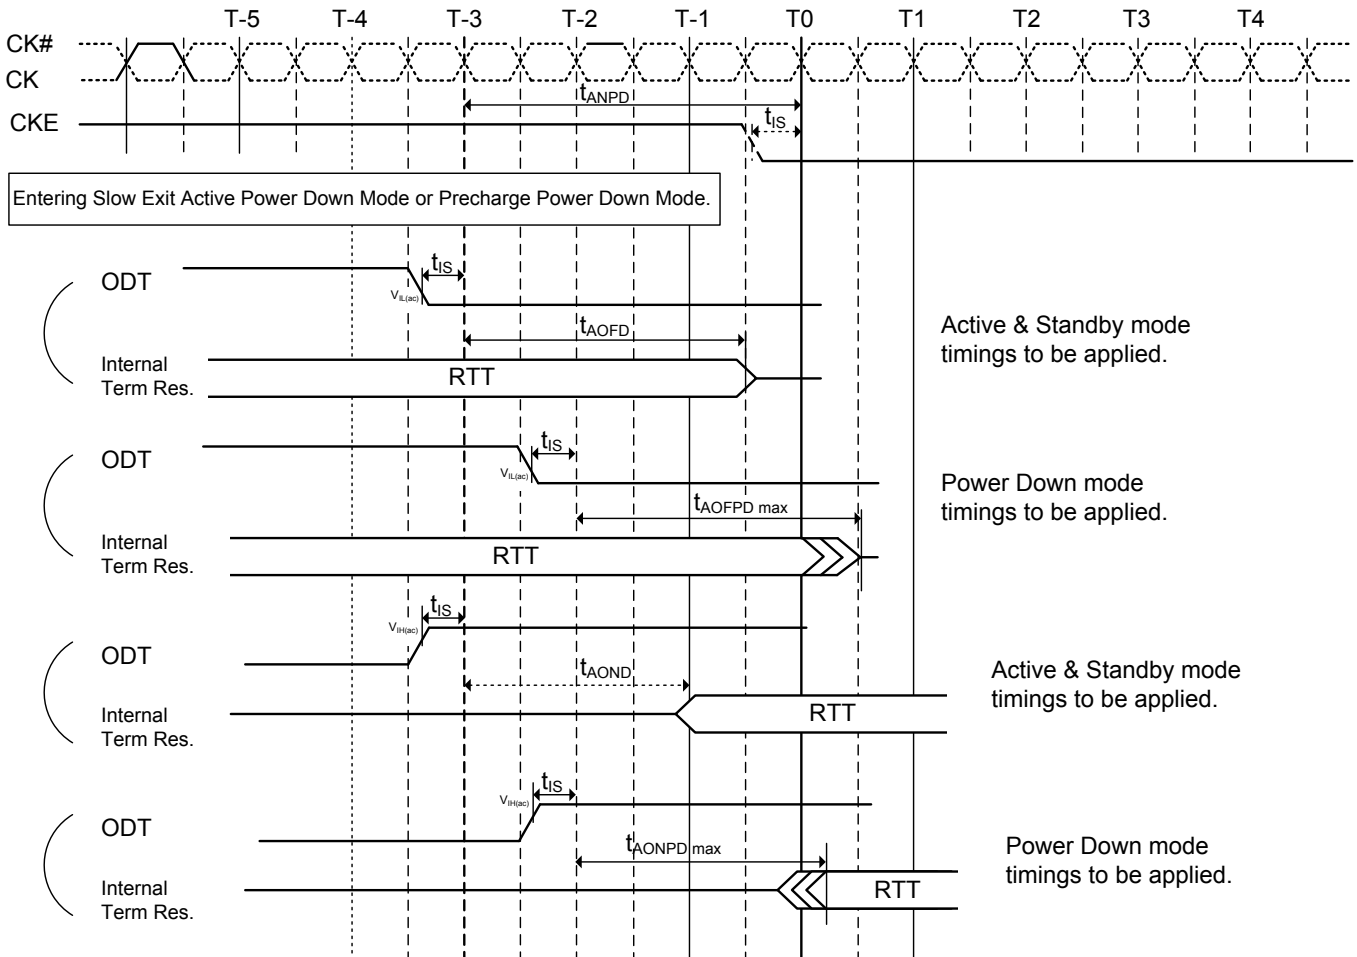 T-5 T-4 T-3 T-2 T-1 T0 T1 T2 T3 T4
CK#
CK
tANPD
CKE
tIS
Entering Slow Exit Active Power Down Mode or Precharge Power Down Mode.
ODT
tIS
VIL(ac)
tAOFD
Internal
Term Res.
RTT
Active & Standby mode
timings to be applied.
ODT
tIS
VIL(ac)
tAOFPD max
Internal
Term Res.
RTT
Power Down mode
timings to be applied.
ODT
tIS
VIH(ac)
tAOND
Internal
Term Res.
RTT
Active & Standby mode
timings to be applied.
ODT
tIS
VIH(ac)
tAONPD max
Internal
Term Res.
RTT
Power Down mode
timings to be applied.